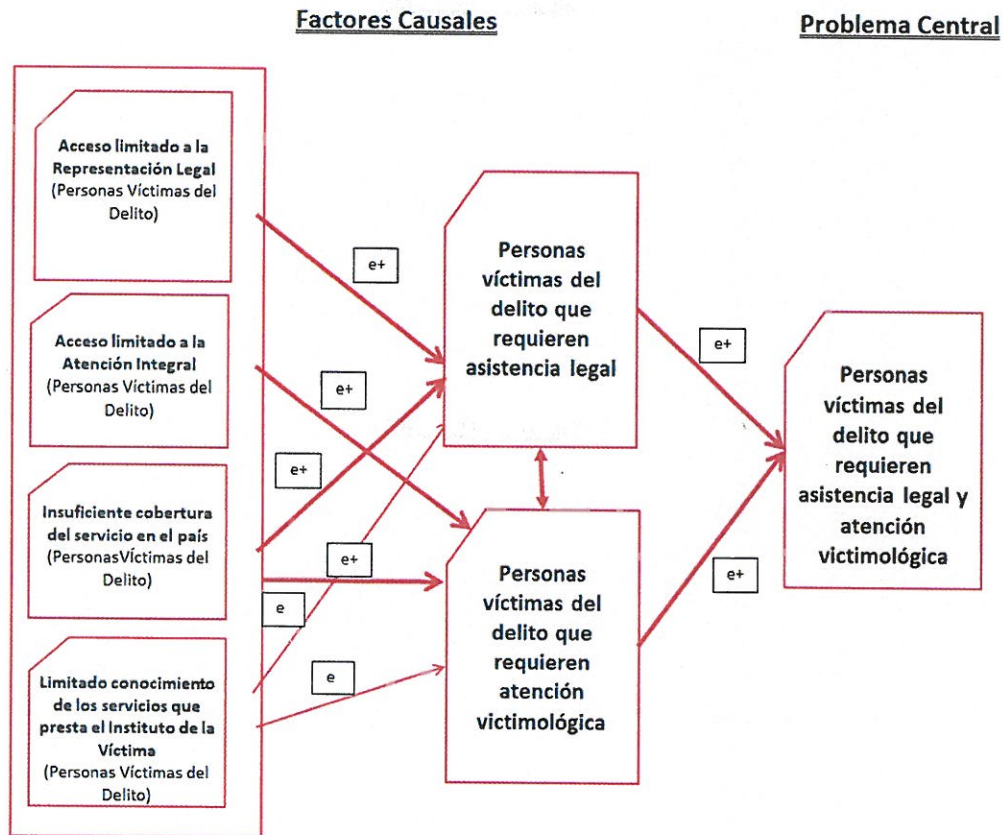 Factores Causales
Problema Central
Acceso limitado a la
Representación Legal
(Personas Víctimas del
Delito)
Acceso limitado a la
Atención Integral
(Personas Víctimas del
Delito)
Insuficiente cobertura
del servicio en el país
(PersonasVíctimas del
Delito)
Limitado conocimiento
de los servicios que
presta el Instituto de la
Víctima
(Personas Víctimas del
Delito)
e+
e+
e+
e+
e
e
Personas
víctimas del
delito que
requieren
asistencia legal
Personas
víctimas del
delito que
requieren
atención
victimológica
e+
e+
Personas
víctimas del
delito que
requieren
asistencia legal y
atención
victimológica